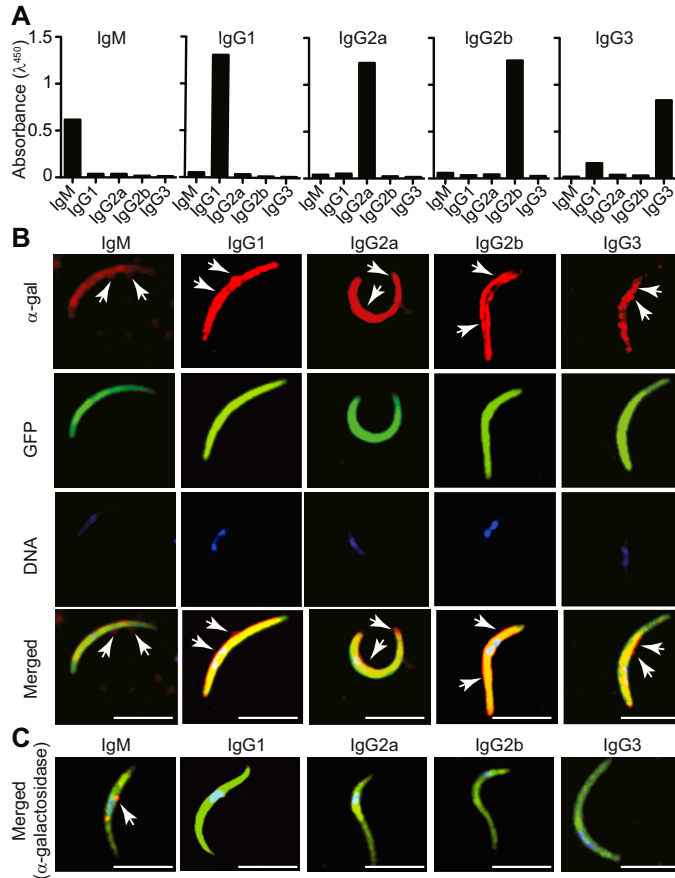 A
IgM IgG1 IgG2a IgG2b IgG3
Absorbance (λ⁴⁵⁰)
1.5
1
0.5
0
IgM IgG1 IgG2a IgG2b IgG3 IgM IgG1 IgG2a IgG2b IgG3 IgM IgG1 IgG2a IgG2b IgG3 IgM IgG1 IgG2a IgG2b IgG3 IgM IgG1 IgG2a IgG2b IgG3
B
IgM IgG1 IgG2a IgG2b IgG3
α-gal
GFP
DNA
Merged
C
IgM IgG1 IgG2a IgG2b IgG3
Merged
(α-galactosidase)